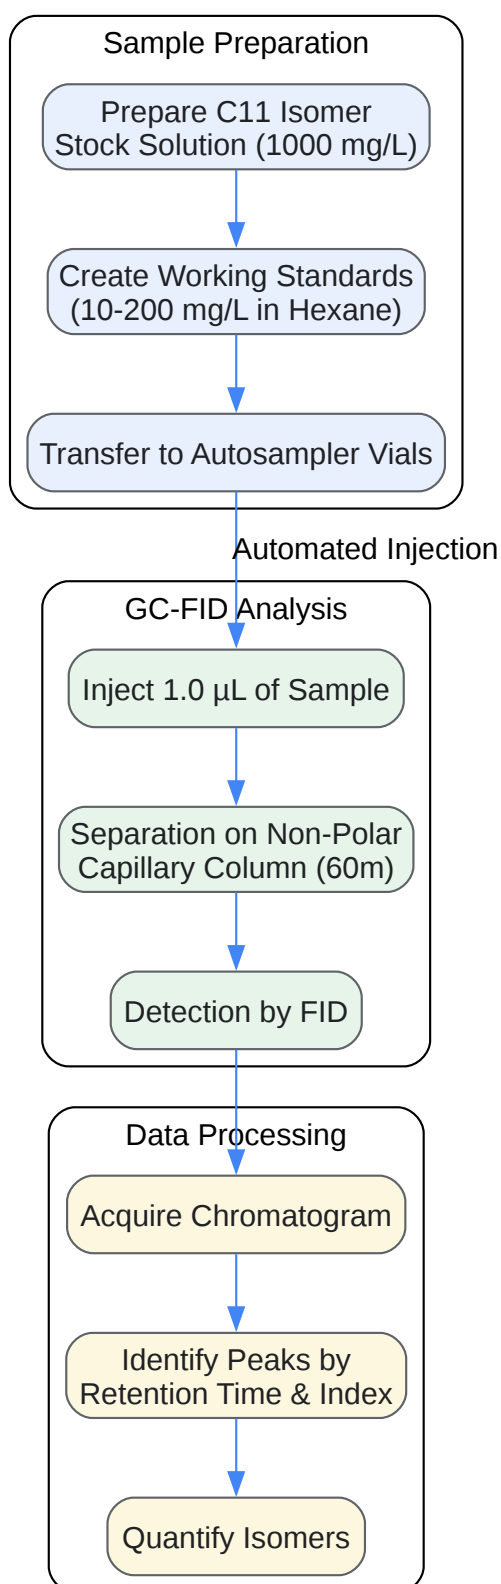 Sample Preparation
Prepare C11 Isomer
Stock Solution (1000 mg/L)
Create Working Standards
(10-200 mg/L in Hexane)
Transfer to Autosampler Vials
Automated Injection
GC-FID Analysis
Inject 1.0 µL of Sample
Separation on Non-Polar
Capillary Column (60m)
Detection by FID
Data Processing
Acquire Chromatogram
Identify Peaks by
Retention Time & Index
Quantify Isomers